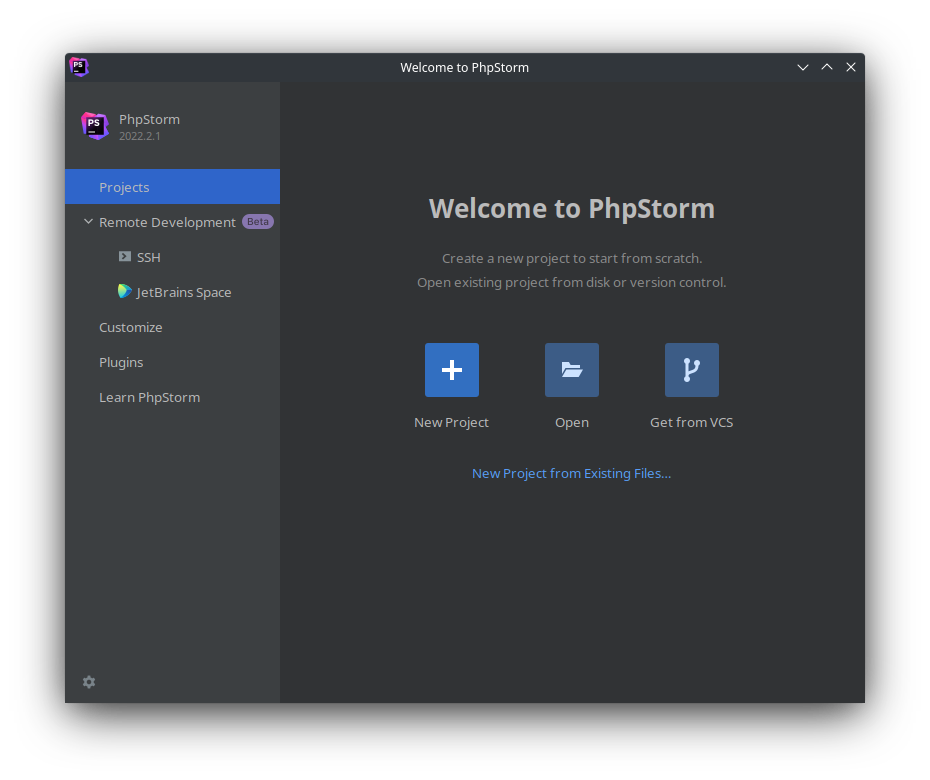 PS
Welcome to PhpStorm
PS
PhpStorm
2022.2.1
Projects
Remote Development Beta
SSH
JetBrains Space
Customize
Plugins
Learn PhpStorm
Welcome to PhpStorm
Create a new project to start from scratch.
Open existing project from disk or version control.
New Project
Open
Get from VCS
New Project from Existing Files...